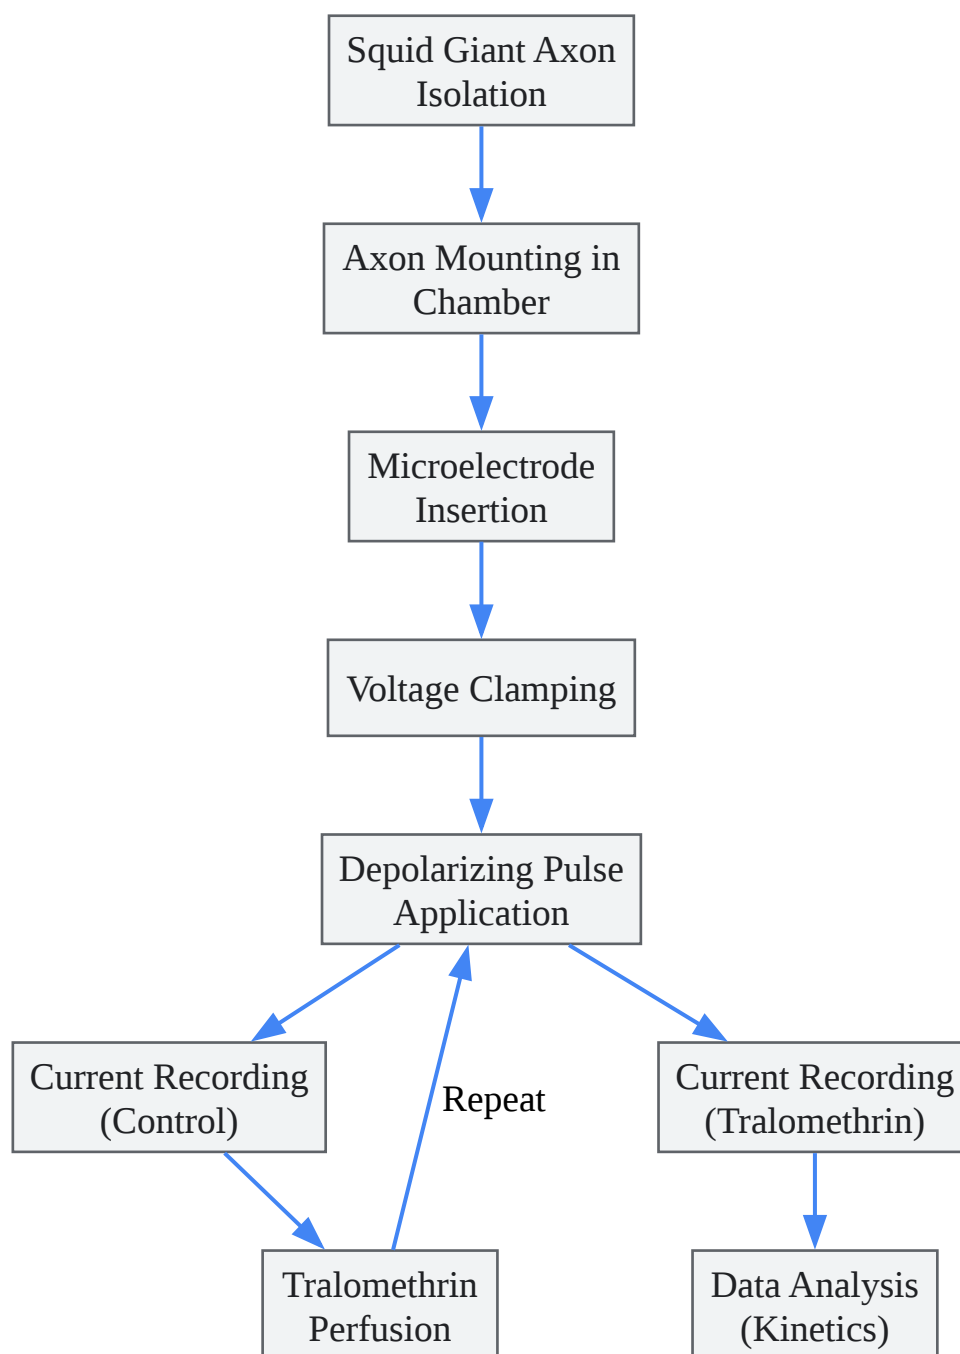 Squid Giant Axon
Isolation
Axon Mounting in
Chamber
Microelectrode
Insertion
Voltage Clamping
Depolarizing Pulse
Application
Current Recording
(Control)
Repeat
Current Recording
(Tralomethrin)
Tralomethrin
Perfusion
Data Analysis
(Kinetics)